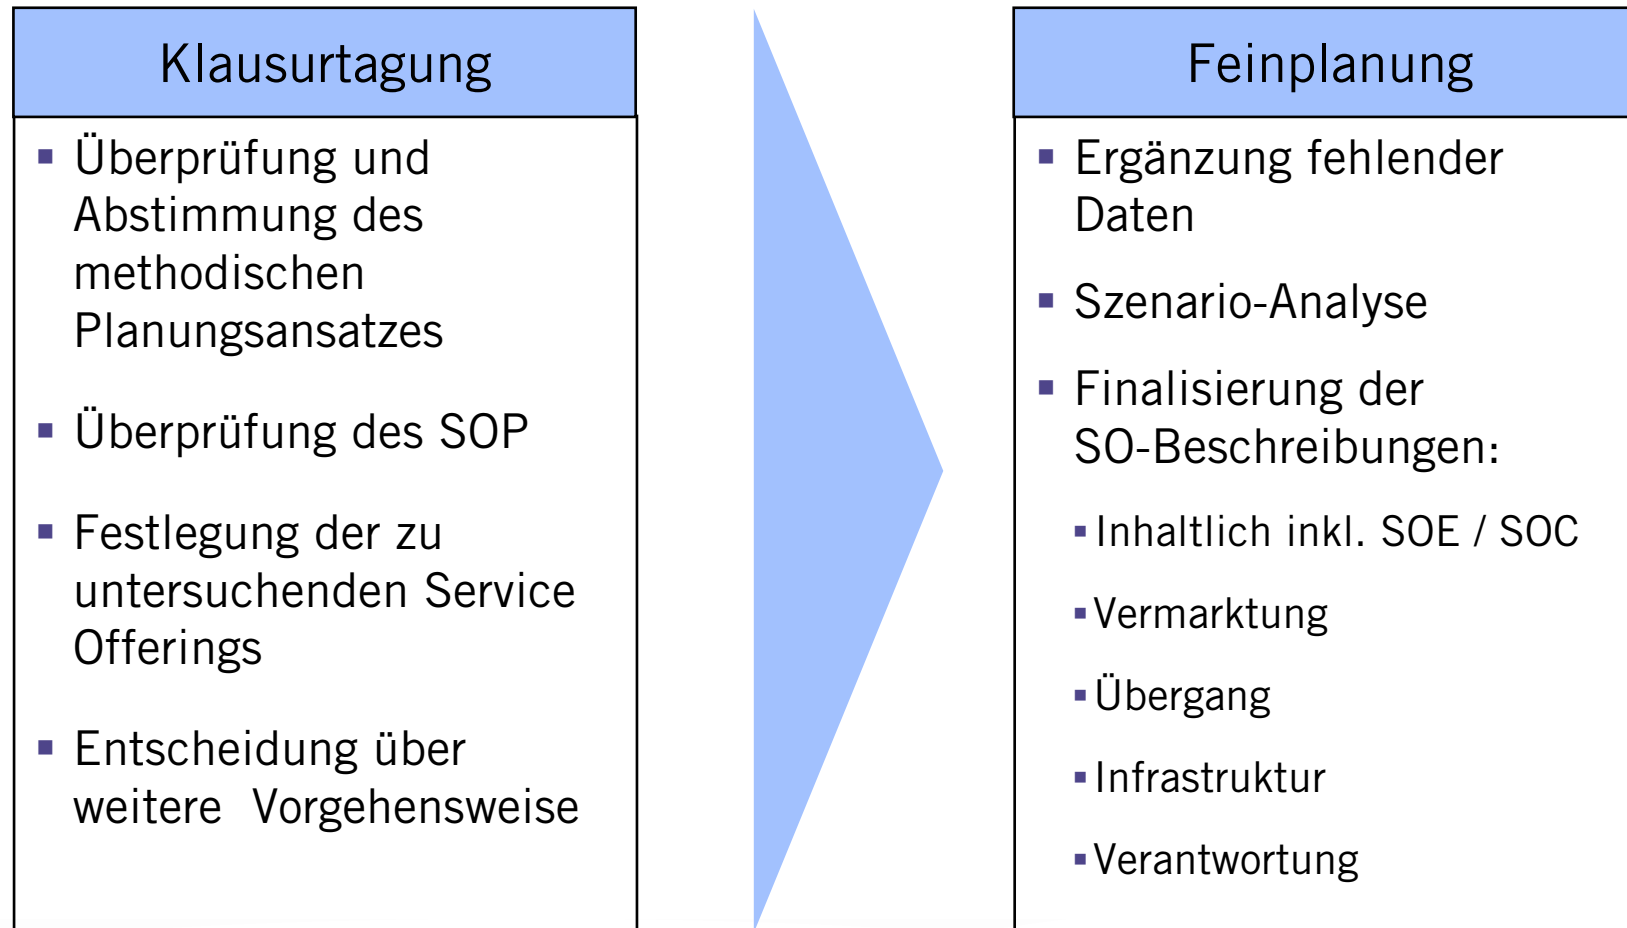 Klausurtagung
▪ Überprüfung und
Abstimmung des
methodischen
Planungsansatzes
▪ Überprüfung des SOP
▪ Festlegung der zu
untersuchenden Service
Offerings
▪ Entscheidung über
weitere Vorgehensweise
Feinplanung
▪ Ergänzung fehlender
Daten
▪ Szenario-Analyse
▪ Finalisierung der
SO-Beschreibungen:
▪ Inhaltlich inkl. SOE / SOC
▪ Vermarktung
▪ Übergang
▪ Infrastruktur
▪ Verantwortung